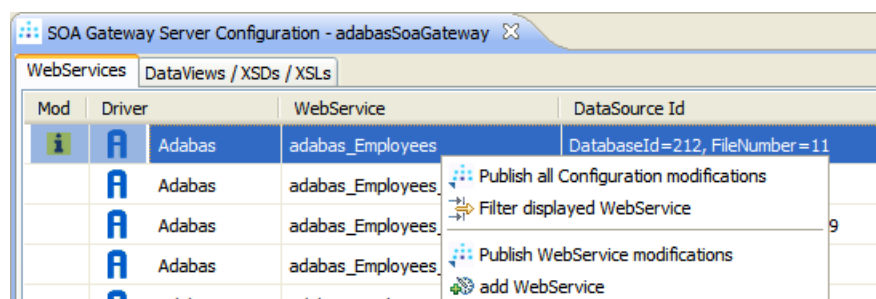 SOA Gateway Server Configuration - adabasSoaGateway
WebServices DataViews / XSDs / XSLs
Mod Driver WebService DataSource Id
i A Adabas adabas_Employees DatabaseId=212, FileNumber=11
Publish all Configuration modifications
A Adabas adabas_Employees_
Filter displayed WebService
A Adabas adabas_Employees_ 9
Publish WebService modifications
A Adabas adabas_Employees_
add WebService